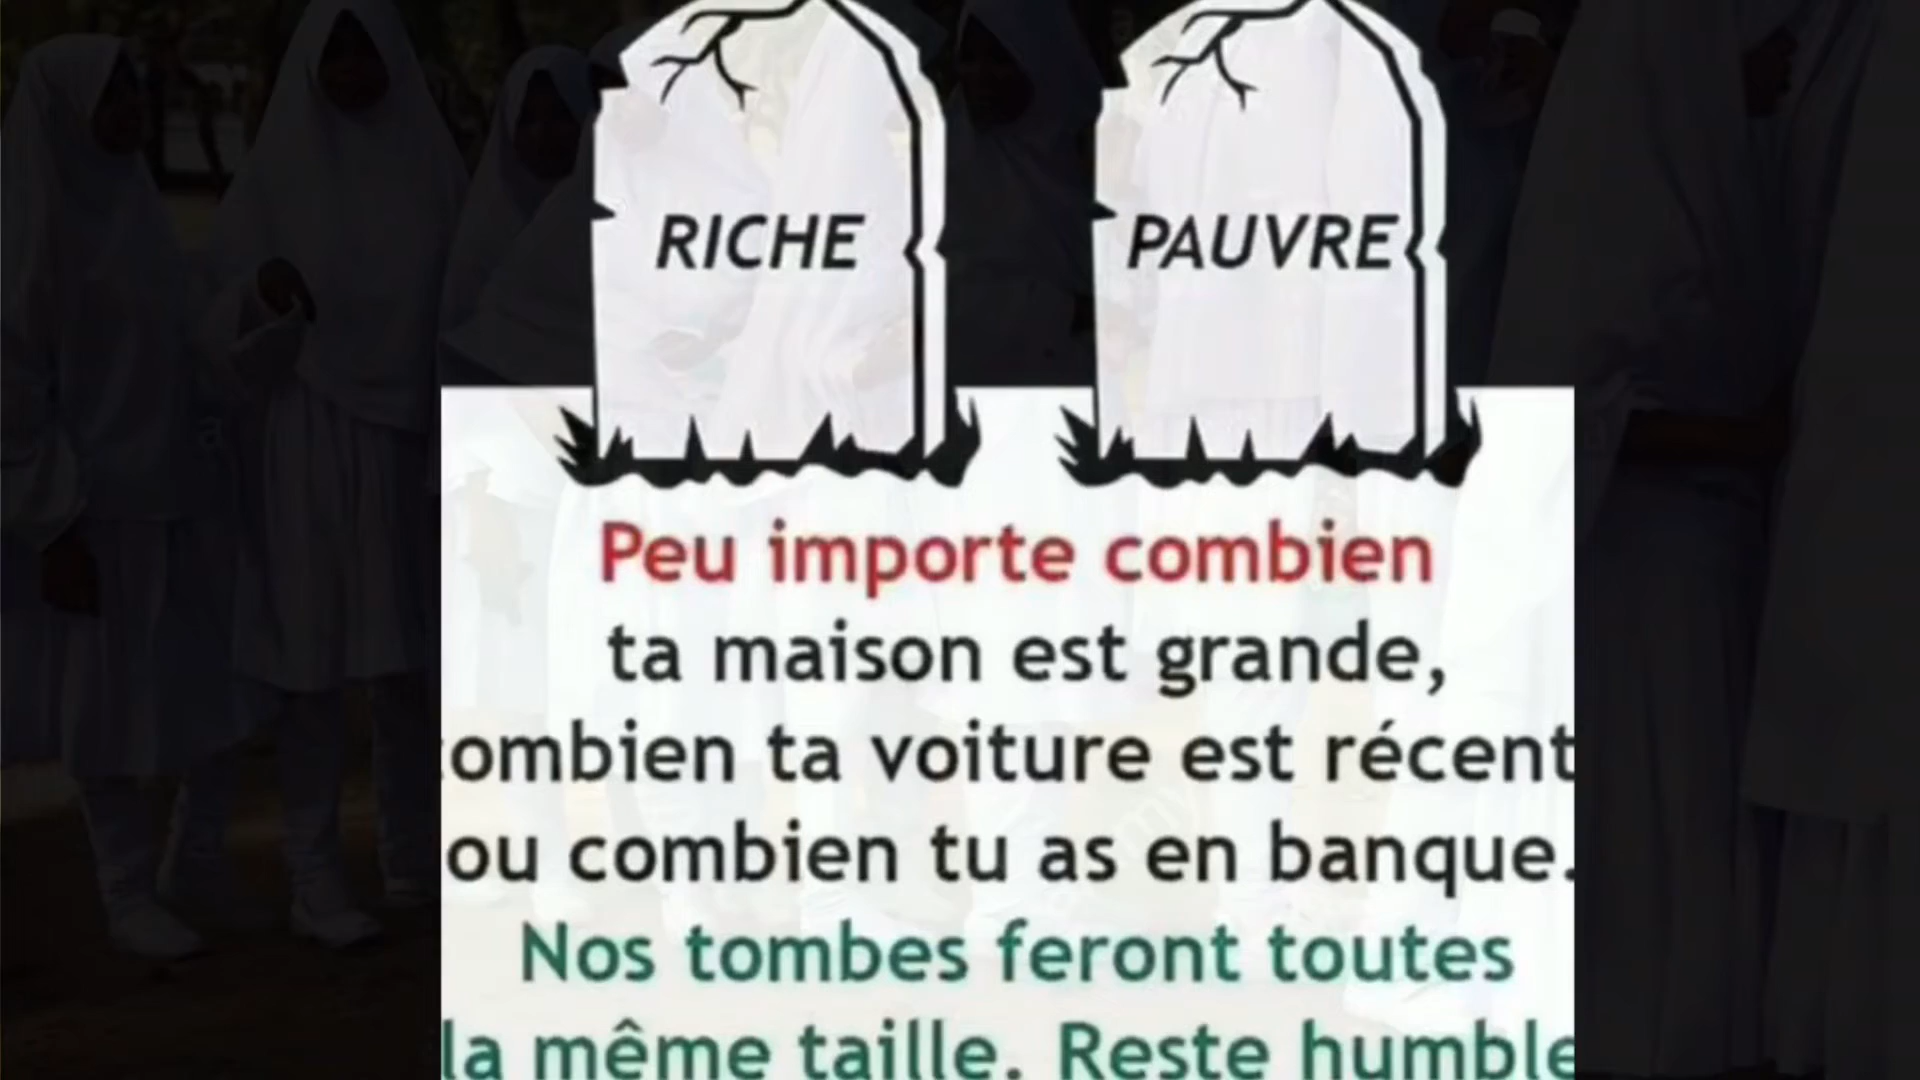 RICHE
PAUVRE
Peu importe combien
ta maison est grande,
ombien ta voiture est récent
ou combien tu as en banque.
Nos tombes feront toutes
la même taille. Reste humble